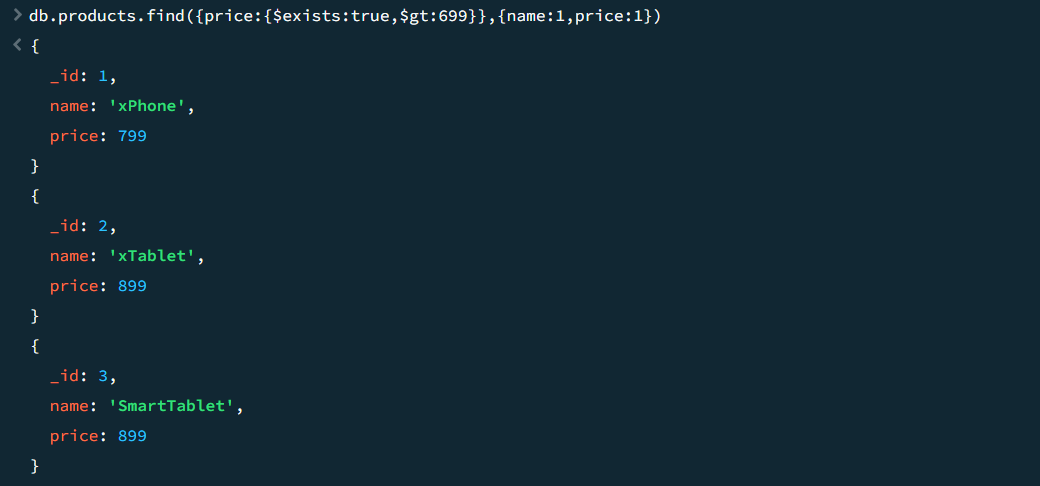 > db.products.find({price:{$exists:true,$gt:699}},{name:1,price:1})
< {
_id: 1,
name: 'xPhone',
price: 799
}
{
_id: 2,
name: 'xTablet',
price: 899
}
{
_id: 3,
name: 'SmartTablet',
price: 899
}